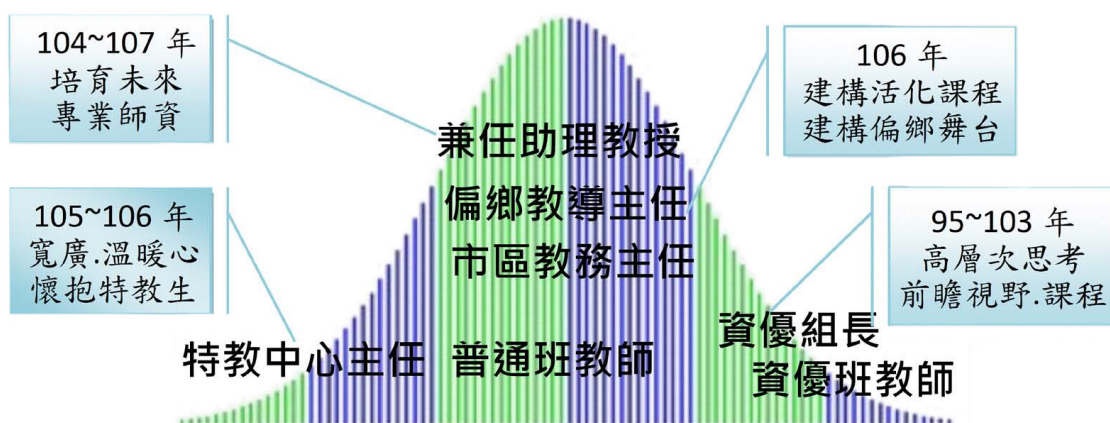 104~107 年
培育未來
專業師資
106 年
建構活化課程
建構偏鄉舞台
兼任助理教授
偏鄉教導主任
市區教務主任
105~106 年
寬廣.溫暖心
懷抱特教生
95~103 年
高層次思考
前瞻視野.課程
特教中心主任
普通班教師
資優組長
資優班教師